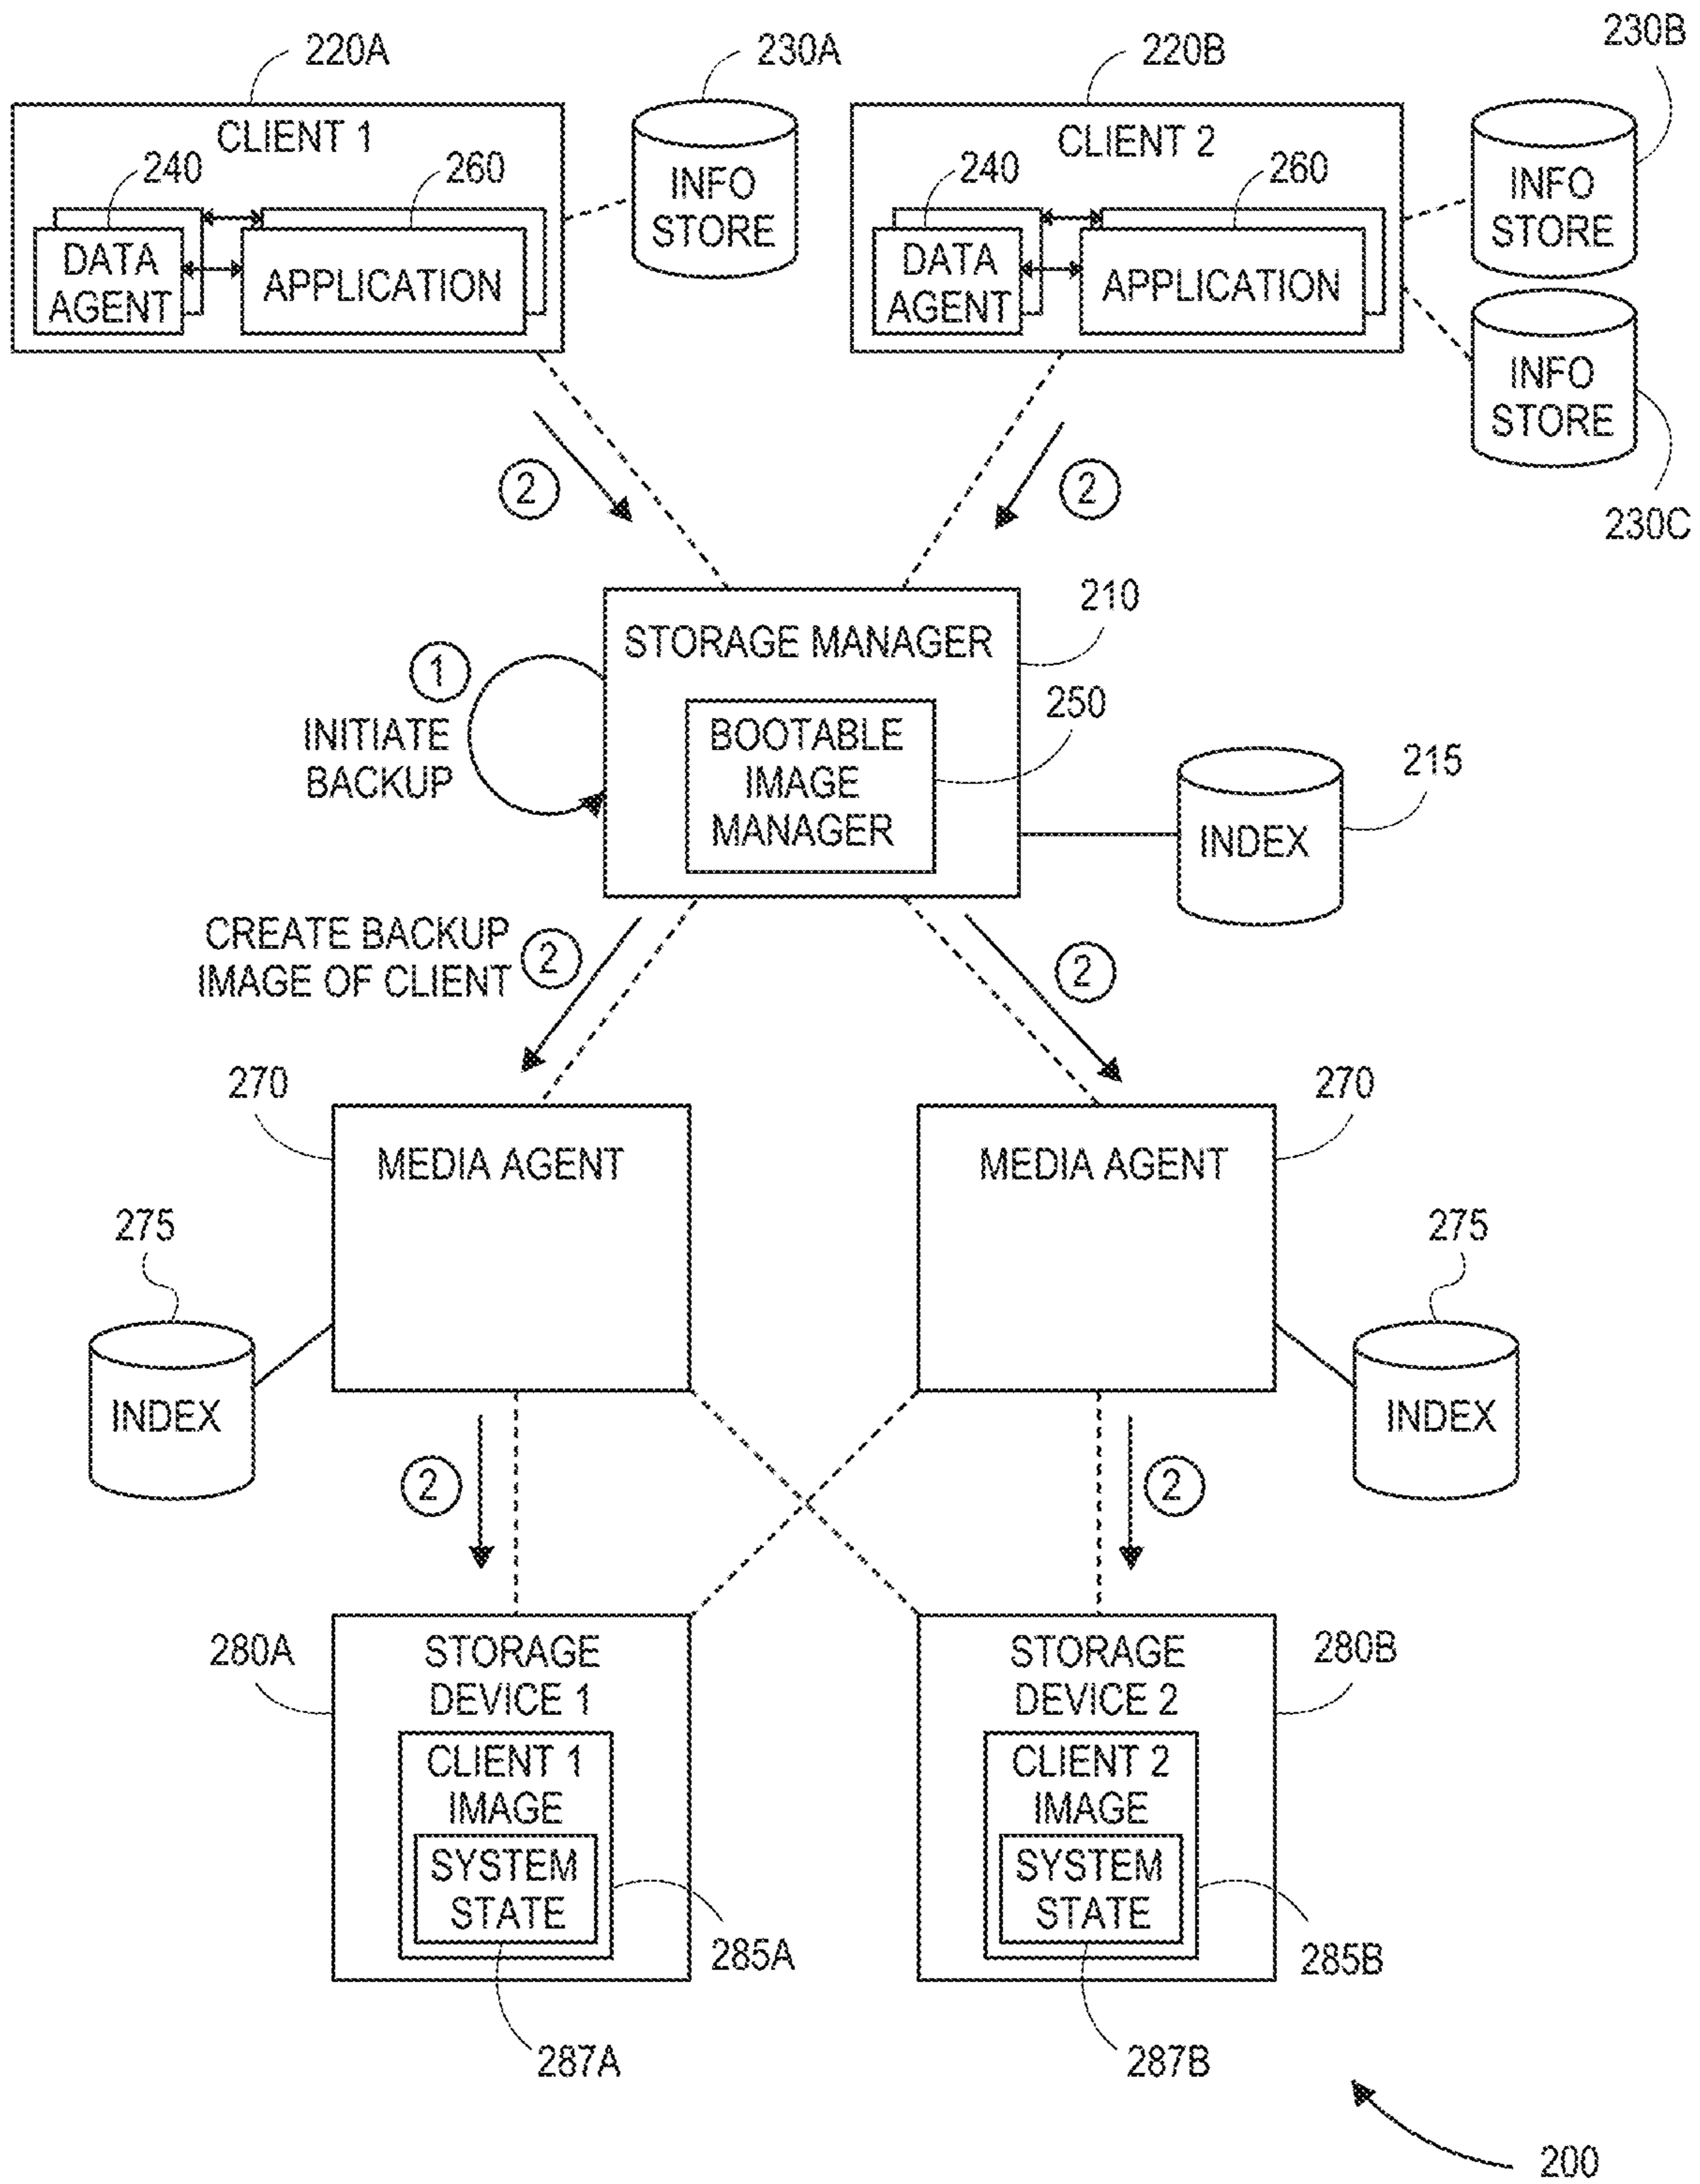 220A
230A
220B
230B
CLIENT 1
240
260
DATA
AGENT
APPLICATION
INFO
STORE
CLIENT 2
240
260
DATA
AGENT
APPLICATION
INFO
STORE
INFO
STORE
230C
2
2
210
STORAGE MANAGER
1
INITIATE
BACKUP
250
BOOTABLE
IMAGE
MANAGER
215
INDEX
CREATE BACKUP
IMAGE OF CLIENT
2
2
270
270
MEDIA AGENT
MEDIA AGENT
275
275
INDEX
INDEX
2
2
280A
STORAGE
DEVICE 1
CLIENT 1
IMAGE
SYSTEM
STATE
285A
287A
STORAGE
DEVICE 2
280B
CLIENT 2
IMAGE
SYSTEM
STATE
285B
287B
200